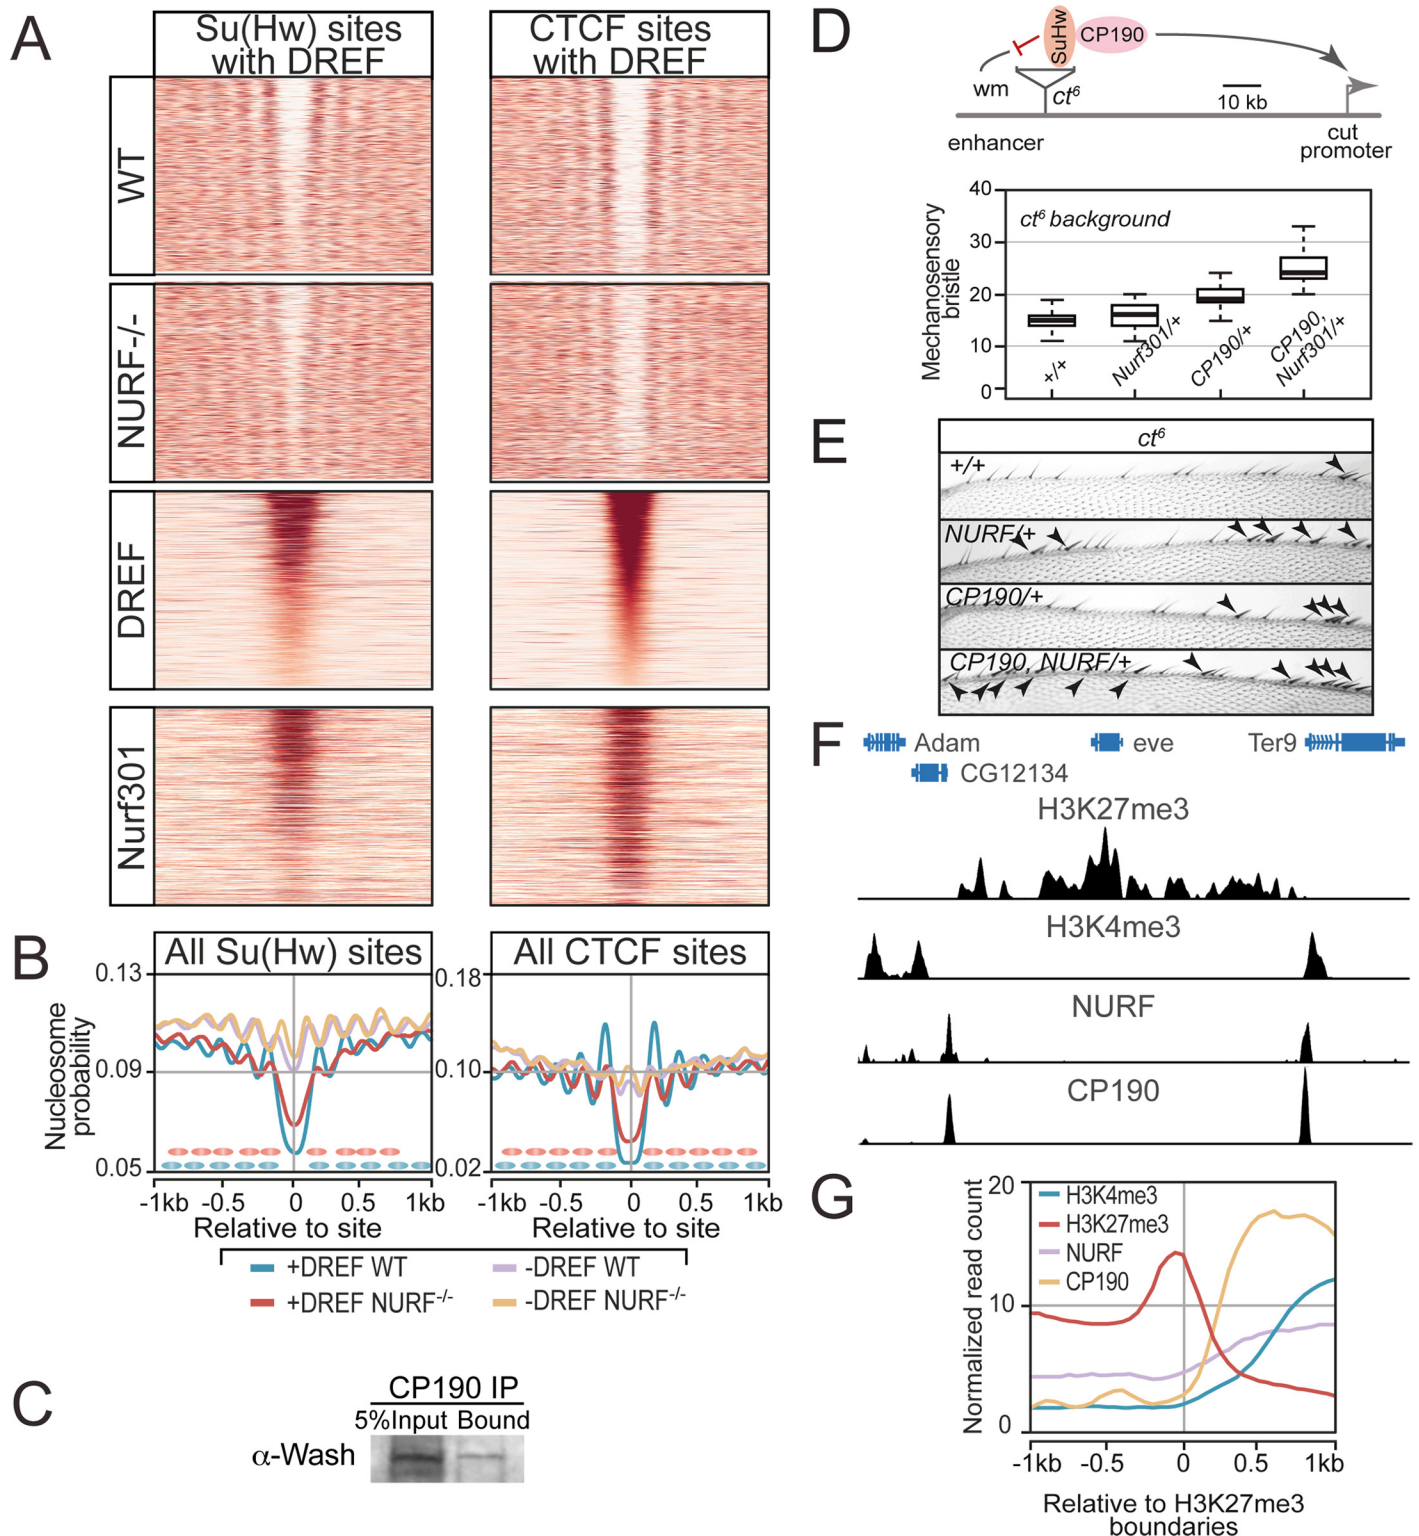 A
Su(Hw) sites
with DREF
CTCF sites
with DREF
WT
NURF-/-
DREF
Nurf301
B
All Su(Hw) sites
All CTCF sites
Nucleosome
probability
0.13
0.09
0.05
0.18
0.10
0.02
-1kb -0.5 0 0.5 1kb
Relative to site
-1kb -0.5 0 0.5 1kb
Relative to site
+DREF WT
+DREF NURF-/-
-DREF WT
-DREF NURF-/-
C
CP190 IP
5%Input Bound
α-Wash
D
SuHw
CP190
wm
ct6
10 kb
enhancer
cut
promoter
Mechanosensory
bristle
40
30
20
10
0
ct6 background
+/+
Nurf301/+
CP190/+
CP190,
Nurf301/+
E
ct6
+/+
NURF/+
CP190/+
CP190, NURF/+
F
Adam
eve
Ter9
CG12134
H3K27me3
H3K4me3
NURF
CP190
G
Normalized read count
20
10
0
H3K4me3
H3K27me3
NURF
CP190
-1kb -0.5 0 0.5 1kb
Relative to H3K27me3
boundaries